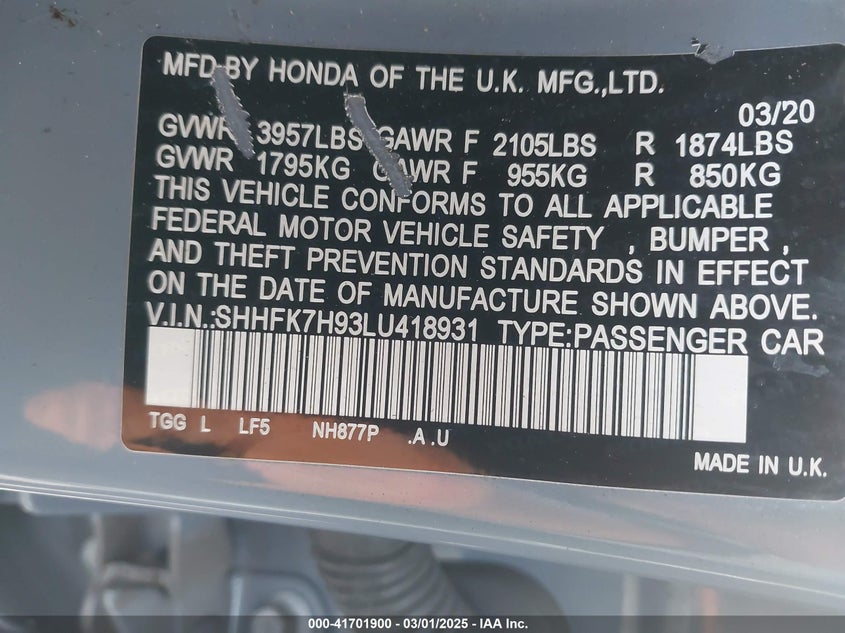 MFD BY HONDA OF THE U.K. MFG.,LTD.
03/20
GVWR 3957LBS GAWR F 2105LBS R 1874LBS
GVWR 1795KG GAWR F 955KG R 850KG
THIS VEHICLE CONFORMS TO ALL APPLICABLE
FEDERAL MOTOR VEHICLE SAFETY , BUMPER ,
AND THEFT PREVENTION STANDARDS IN EFFECT
ON THE DATE OF MANUFACTURE SHOWN ABOVE.
V.I.N.:SHHFK7H93LU418931 TYPE:PASSENGER CAR
TGG L LF5 NH877P .A .U
MADE IN U.K.
000-41701900 — 03/01/2025 — IAA Inc.